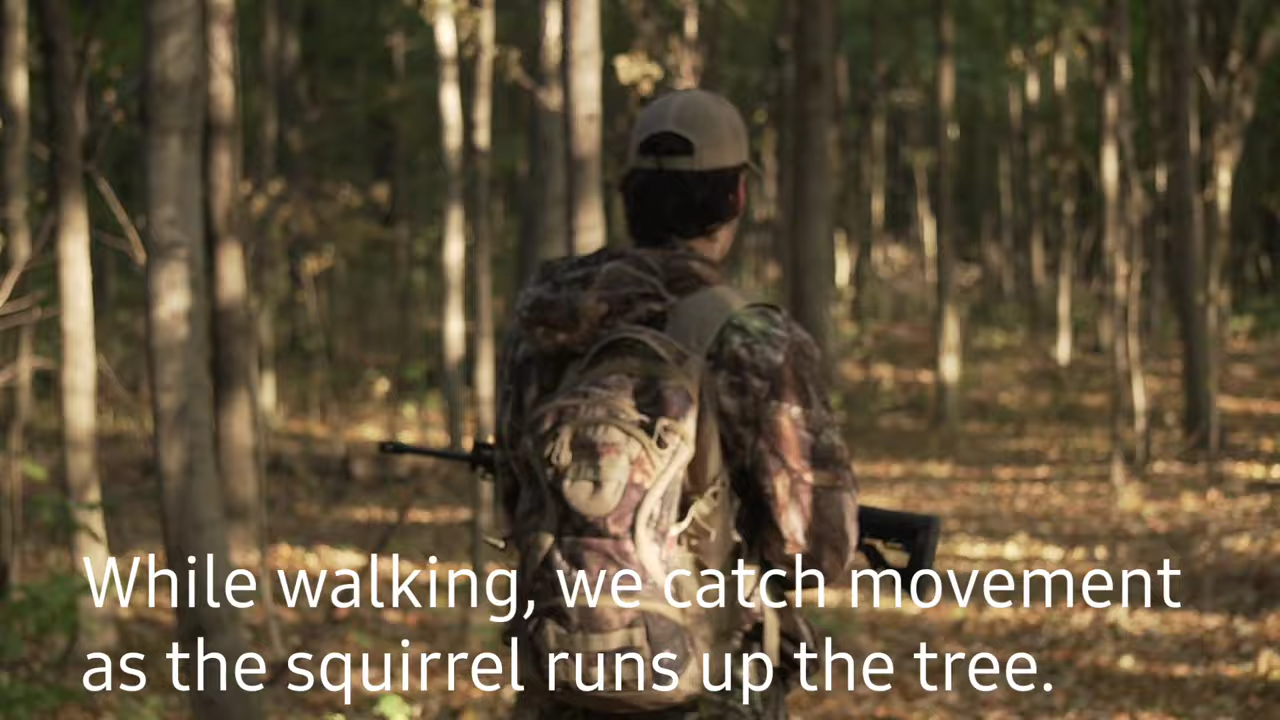 While walking, we catch movement
as the squirrel runs up the tree.